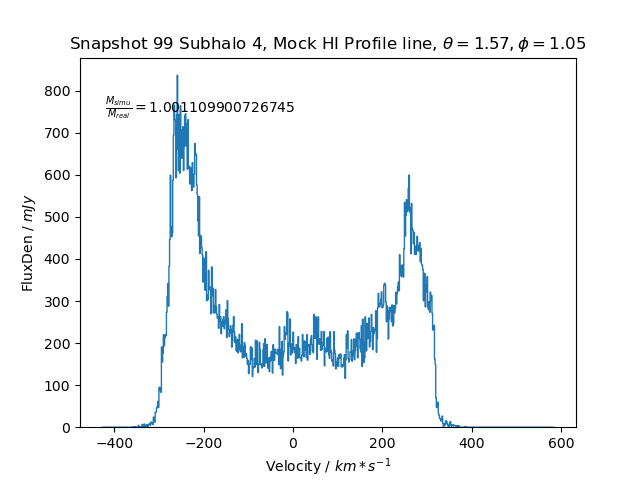 Snapshot 99 Subhalo 4, Mock HI Profile line, θ = 1.57, ϕ = 1.05
M_simu/M_real = 1.001109900726745
FluxDen / mJy
800
700
600
500
400
300
200
100
0
−400 −200 0 200 400 600
Velocity / km * s⁻¹